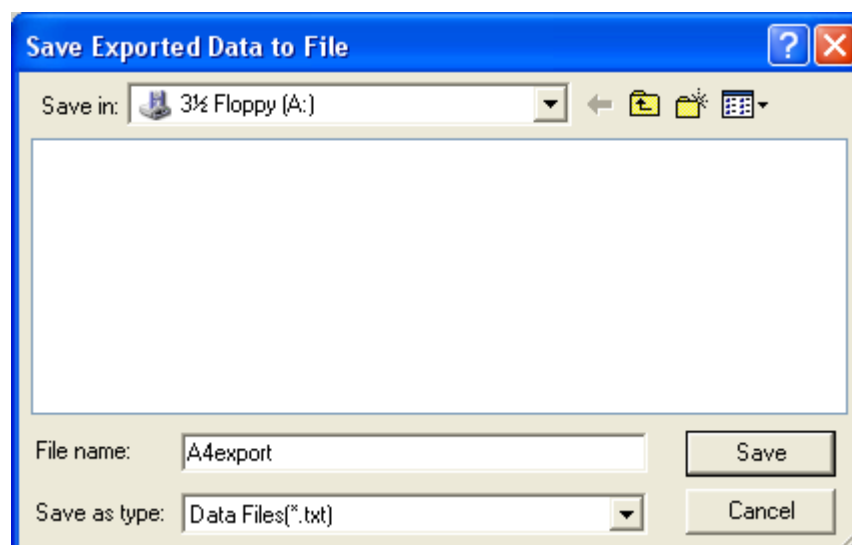 Save Exported Data to File
Save in: 3½ Floppy (A:)
File name: A4export Save
Save as type: Data Files(*.txt) Cancel